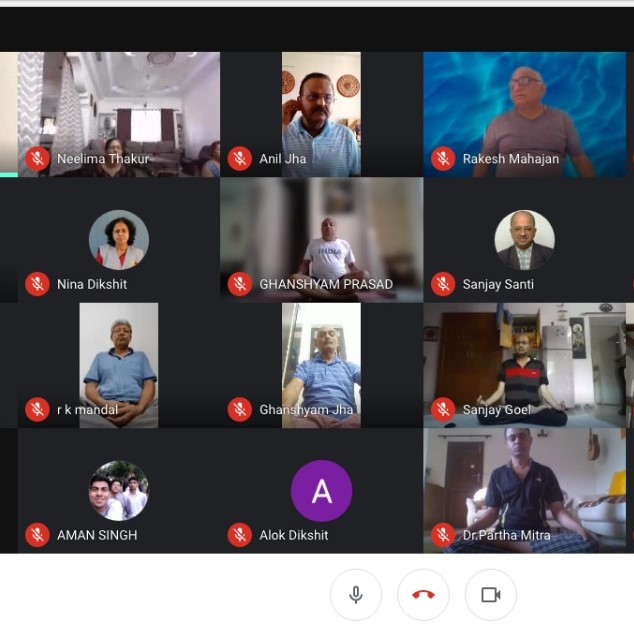 Neelima Thakur
Anil Jha
Rakesh Mahajan
INDIA
Nina Dikshit
GHANSHYAM PRASAD
Sanjay Santi
r k mandal
Ghanshyam Jha
Sanjay Goel
A
AMAN SINGH
Alok Dikshit
Dr.Partha Mitra